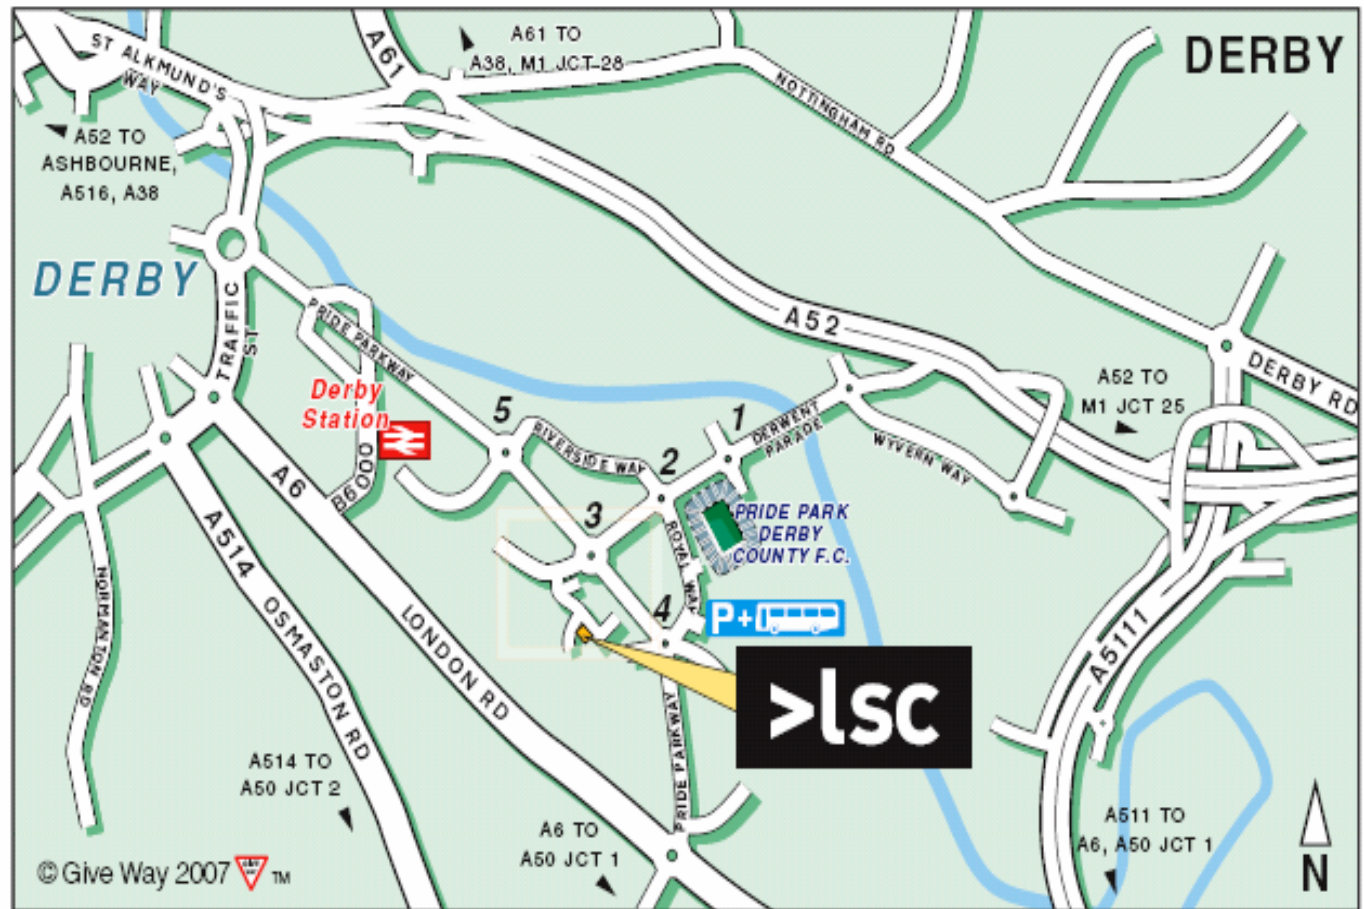 DERBY
ST ALKMUND'S
WAY
A61
A61 TO
A38, M1 JCT 28
NOTTINGHAM RD
A52 TO
ASHBOURNE,
A516, A38
DERBY
TRAFFIC
ST
PRIDE PARKWAY
A52
DERBY RD
A52 TO
M1 JCT 25
Derby
Station
5
RIVERSIDE WAY
2
1
DERWENT
PARADE
WYVERN WAY
B6000
A6
3
ROYAL WAY
PRIDE PARK
DERBY
COUNTY F.C.
A514
OSMASTON RD
NORMANTON RD
LONDON RD
4
P+
>lsc
A5111
PRIDE PARKWAY
A514 TO
A50 JCT 2
A6 TO
A50 JCT 1
A511 TO
A6, A50 JCT 1
N
© Give Way 2007
TM